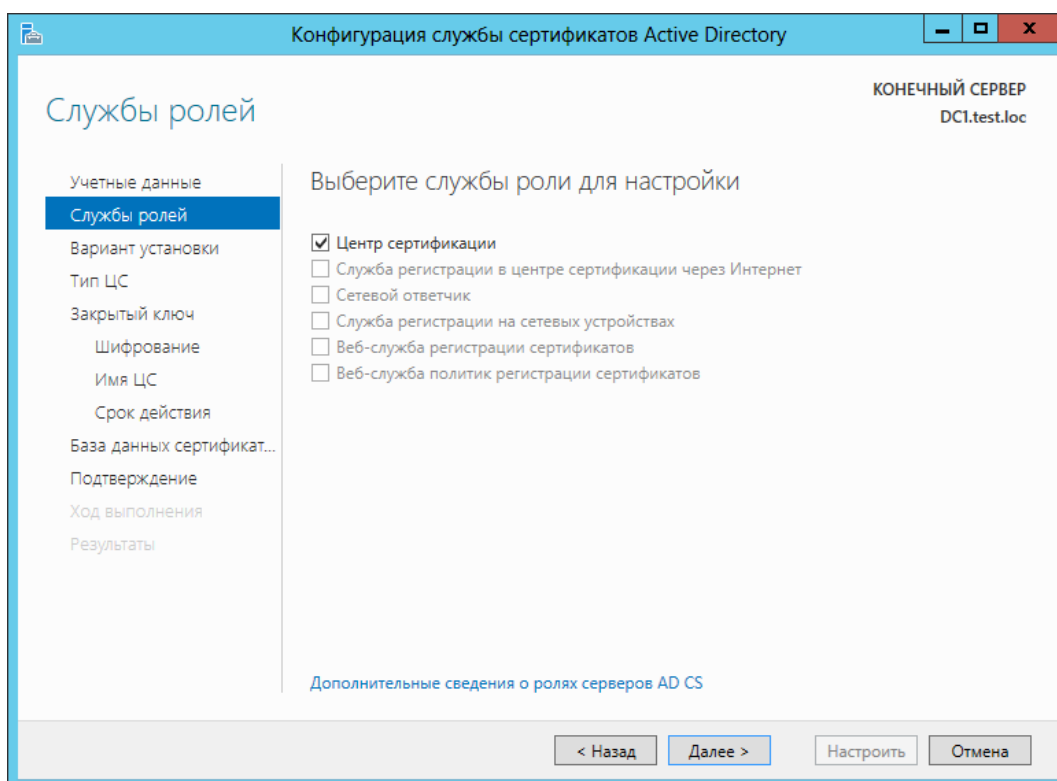 Конфигурация службы сертификатов Active Directory
Службы ролей
КОНЕЧНЫЙ СЕРВЕР
DC1.test.loc
Учетные данные
Службы ролей
Вариант установки
Тип ЦС
Закрытый ключ
Шифрование
Имя ЦС
Срок действия
База данных сертификат...
Подтверждение
Ход выполнения
Результаты
Выберите службы роли для настройки
Центр сертификации
Служба регистрации в центре сертификации через Интернет
Сетевой ответчик
Служба регистрации на сетевых устройствах
Веб-служба регистрации сертификатов
Веб-служба политик регистрации сертификатов
Дополнительные сведения о ролях серверов AD CS
< Назад
Далее >
Настроить
Отмена